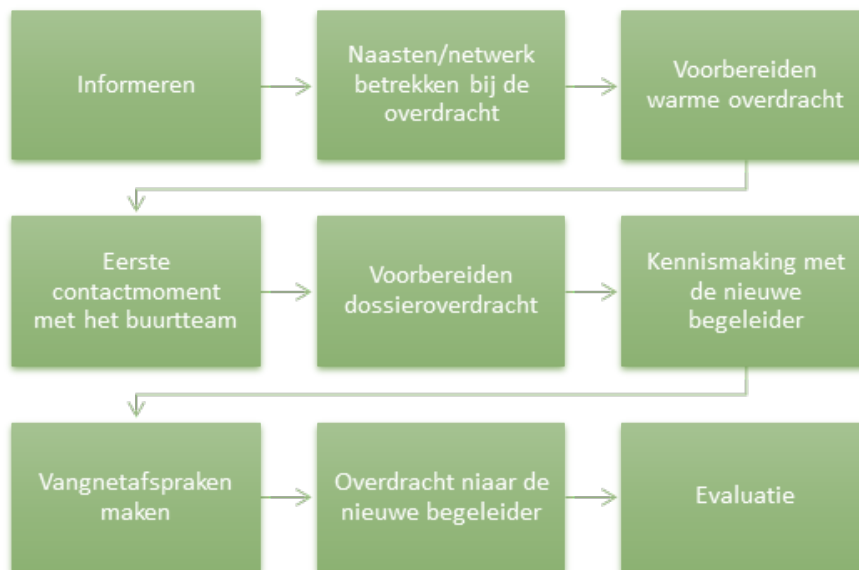 Informeren
Naasten/netwerk
betrekken bij de
overdracht
Voorbereiden
warme overdracht
Eerste
contactmoment
met het buurtteam
Voorbereiden
dossieroverdracht
Kennismaking met
de nieuwe
begeleider
Vangnetafspraken
maken
Overdracht niaar de
nieuwe begeleider
Evaluatie